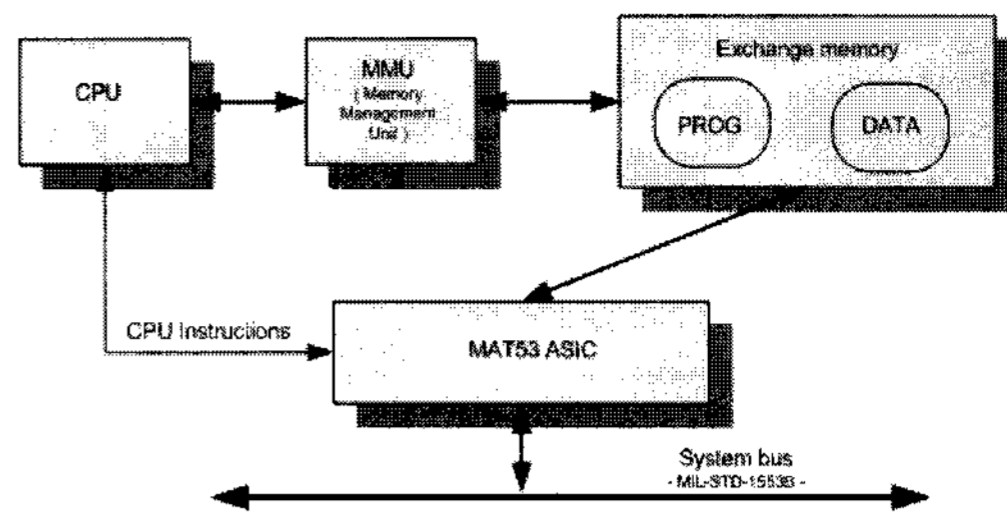 CPU
MMU
( Memory
Management
Unit )
Exchange memory
PROG
DATA
CPU Instructions
MAT53 ASIC
System bus
- MIL-STD-1553B -